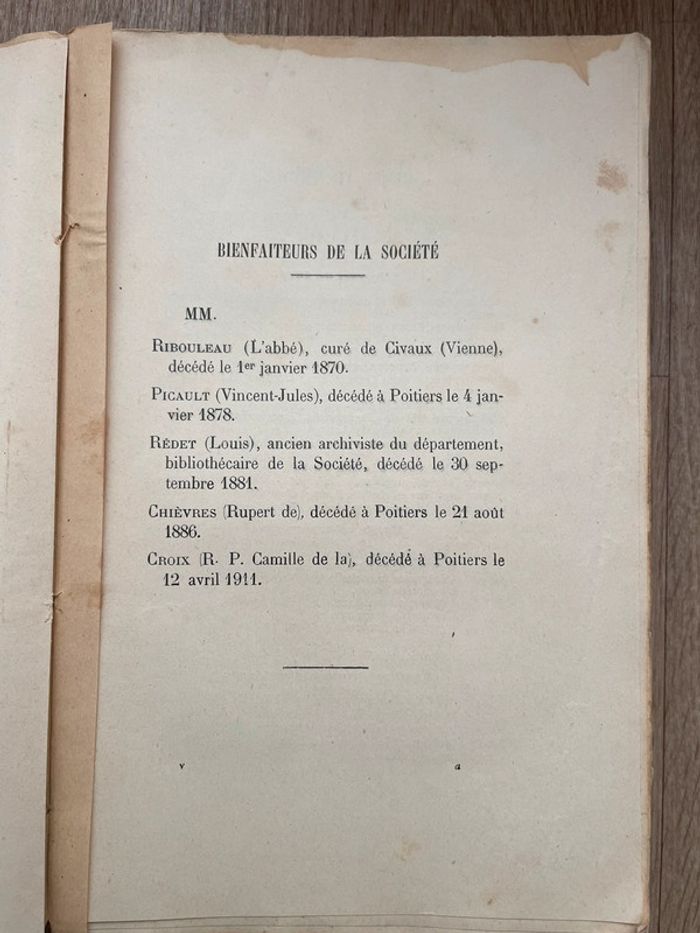 BIENFAITEURS DE LA SOCIÉTÉ
MM.
RIBOULEAU (L'abbé), curé de Civaux (Vienne),
décédé le 1er janvier 1870.
PICAULT (Vincent-Jules), décédé à Poitiers le 4 jan-
vier 1878.
RÉDET (Louis), ancien archiviste du département,
bibliothécaire de la Société, décédé le 30 sep-
tembre 1881.
CHIÈVRES (Rupert de), décédé à Poitiers le 21 août
1886.
CROIX (R. P. Camille de la), décédé à Poitiers le
12 avril 1911.
v a